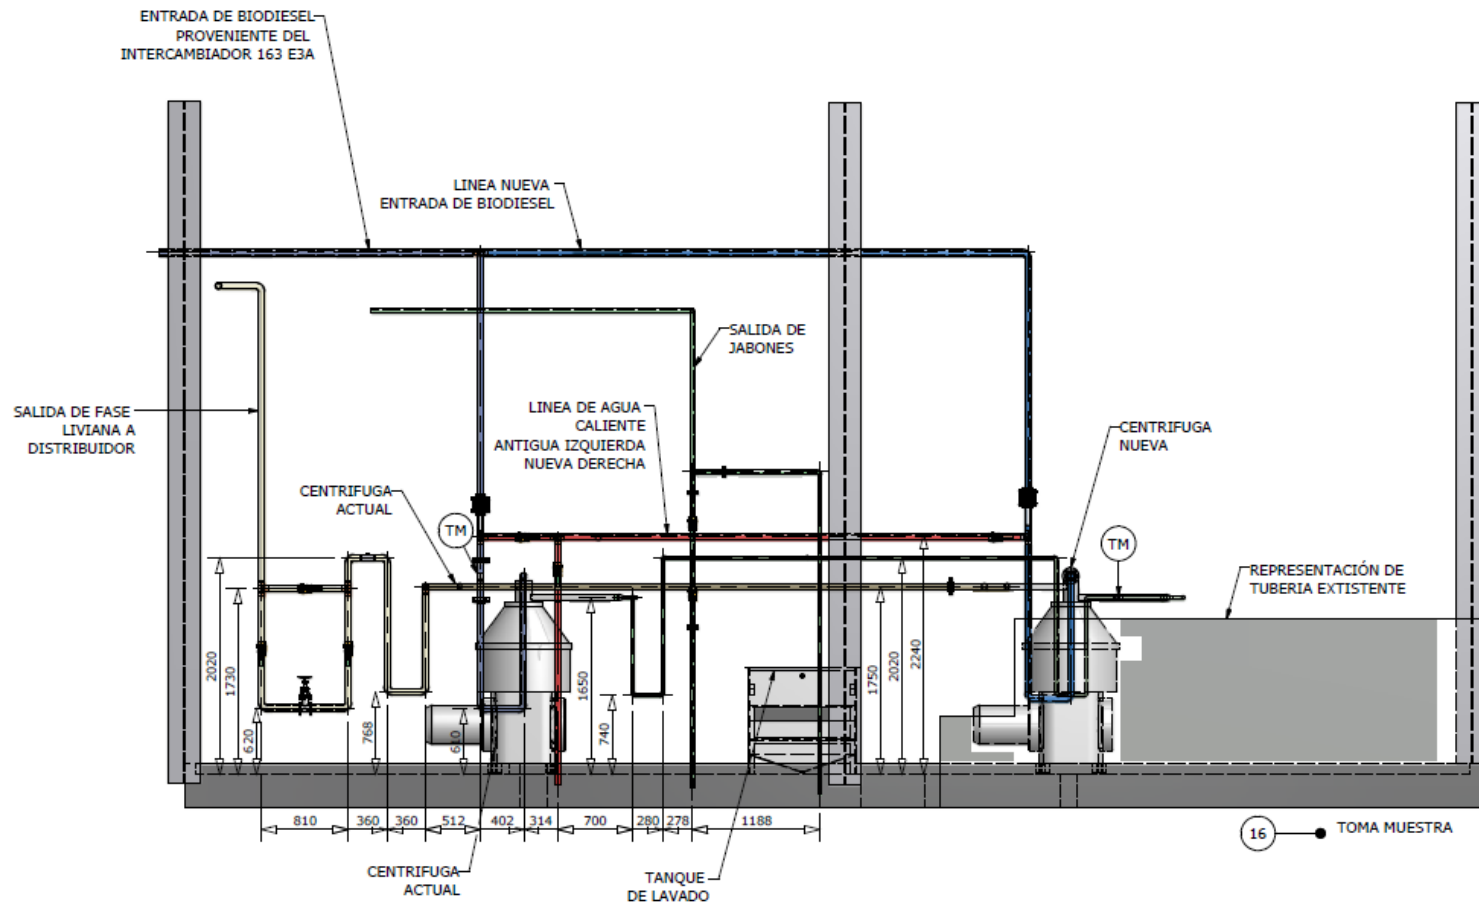 ENTRADA DE BIODIESEL
PROVENIENTE DEL
INTERCAMBIADOR 163 E3A
LINEA NUEVA
ENTRADA DE BIODIESEL
SALIDA DE
JABONES
SALIDA DE FASE
LIVIANA A
DISTRIBUIDOR
LINEA DE AGUA
CALIENTE
ANTIGUA IZQUIERDA
NUEVA DERECHA
CENTRIFUGA
NUEVA
CENTRIFUGA
ACTUAL
TM
TM
REPRESENTACIÓN DE
TUBERIA EXTISTENTE
2020
1730
620
768
610
1650
740
1750
2020
2240
810
360
360
512
402
314
700
280
278
1188
16
TOMA MUESTRA
CENTRIFUGA
ACTUAL
TANQUE
DE LAVADO